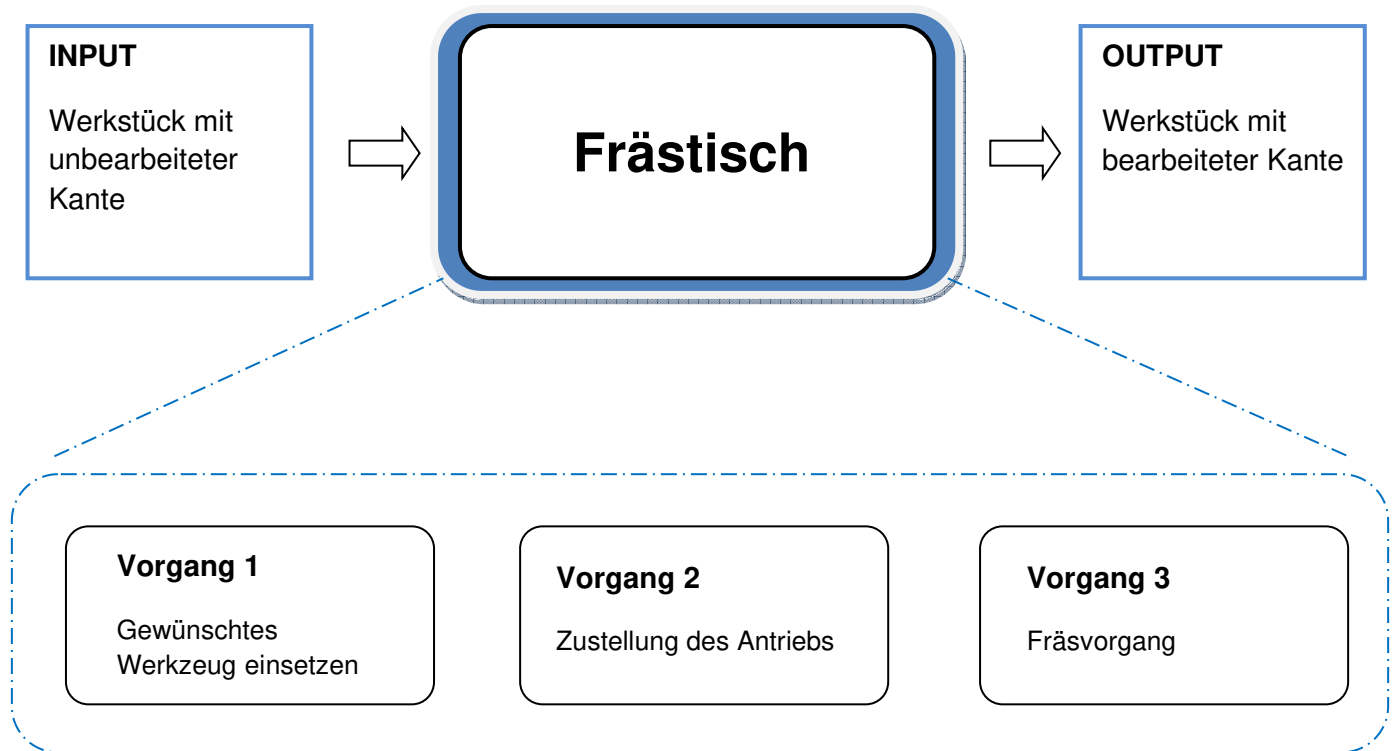 INPUT
Werkstück mit
unbearbeiteter
Kante
Frästisch
OUTPUT
Werkstück mit
bearbeiteter Kante
Vorgang 1
Gewünschtes
Werkzeug einsetzen
Vorgang 2
Zustellung des Antriebs
Vorgang 3
Fräsvorgang